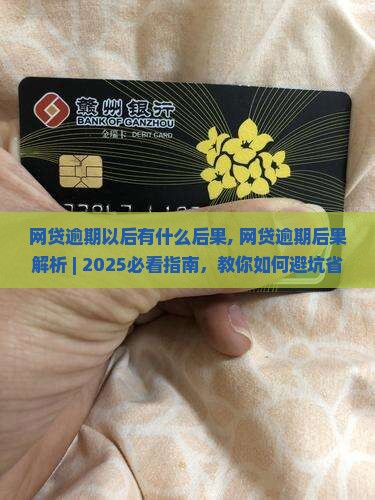 赣州银行
BANK OF GANZHOU
金瑞卡 DEBIT CARD
网贷逾期以后有什么后果, 网贷逾期后果
解析 | 2025必看指南，教你如何避坑省